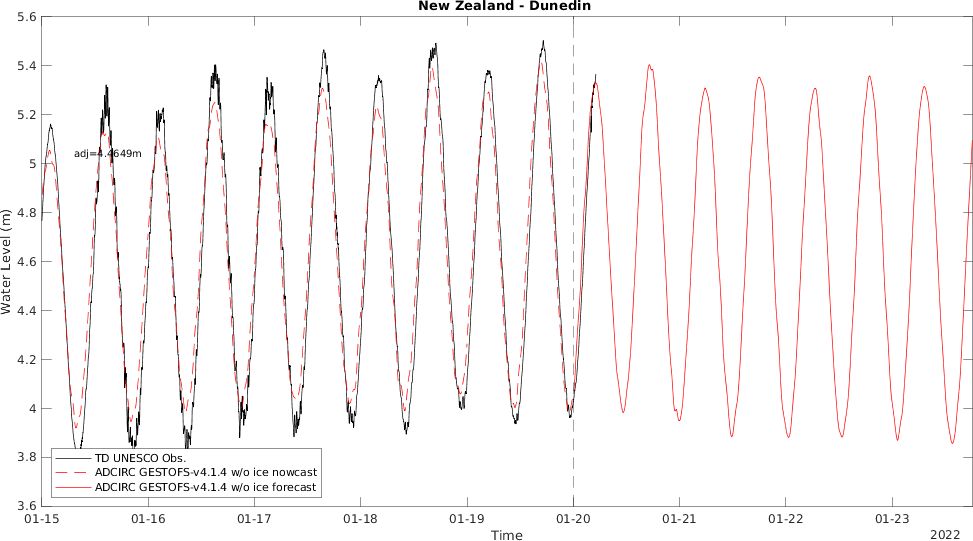 New Zealand - Dunedin
5.6
5.4
5.2
5
4.8
4.6
4.4
4.2
4
3.8
3.6
Water Level (m)
adj=4.4649m
TD UNESCO Obs.
ADCIRC GESTOFS-v4.1.4 w/o ice nowcast
ADCIRC GESTOFS-v4.1.4 w/o ice forecast
01-15 01-16 01-17 01-18 01-19 01-20 01-21 01-22 01-23
Time
2022